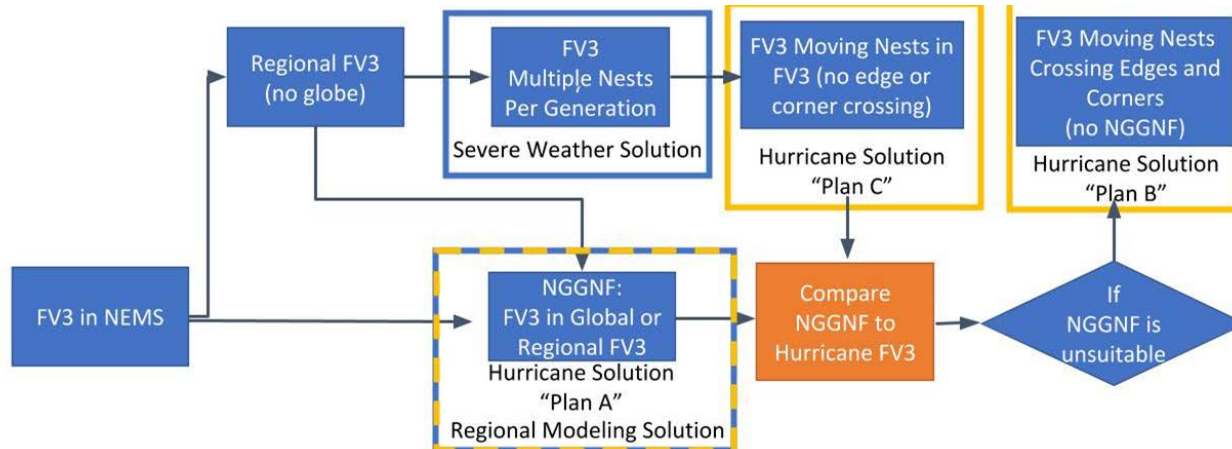 Regional FV3
(no globe)
FV3
Multiple Nests
Per Generation
Severe Weather Solution
FV3 Moving Nests in
FV3 (no edge or
corner crossing)
Hurricane Solution
“Plan C”
FV3 Moving Nests
Crossing Edges and
Corners
(no NGGNF)
Hurricane Solution
“Plan B”
FV3 in NEMS
NGGNF:
FV3 in Global or
Regional FV3
Hurricane Solution
“Plan A”
Regional Modeling Solution
Compare
NGGNF to
Hurricane FV3
If
NGGNF is
unsuitable